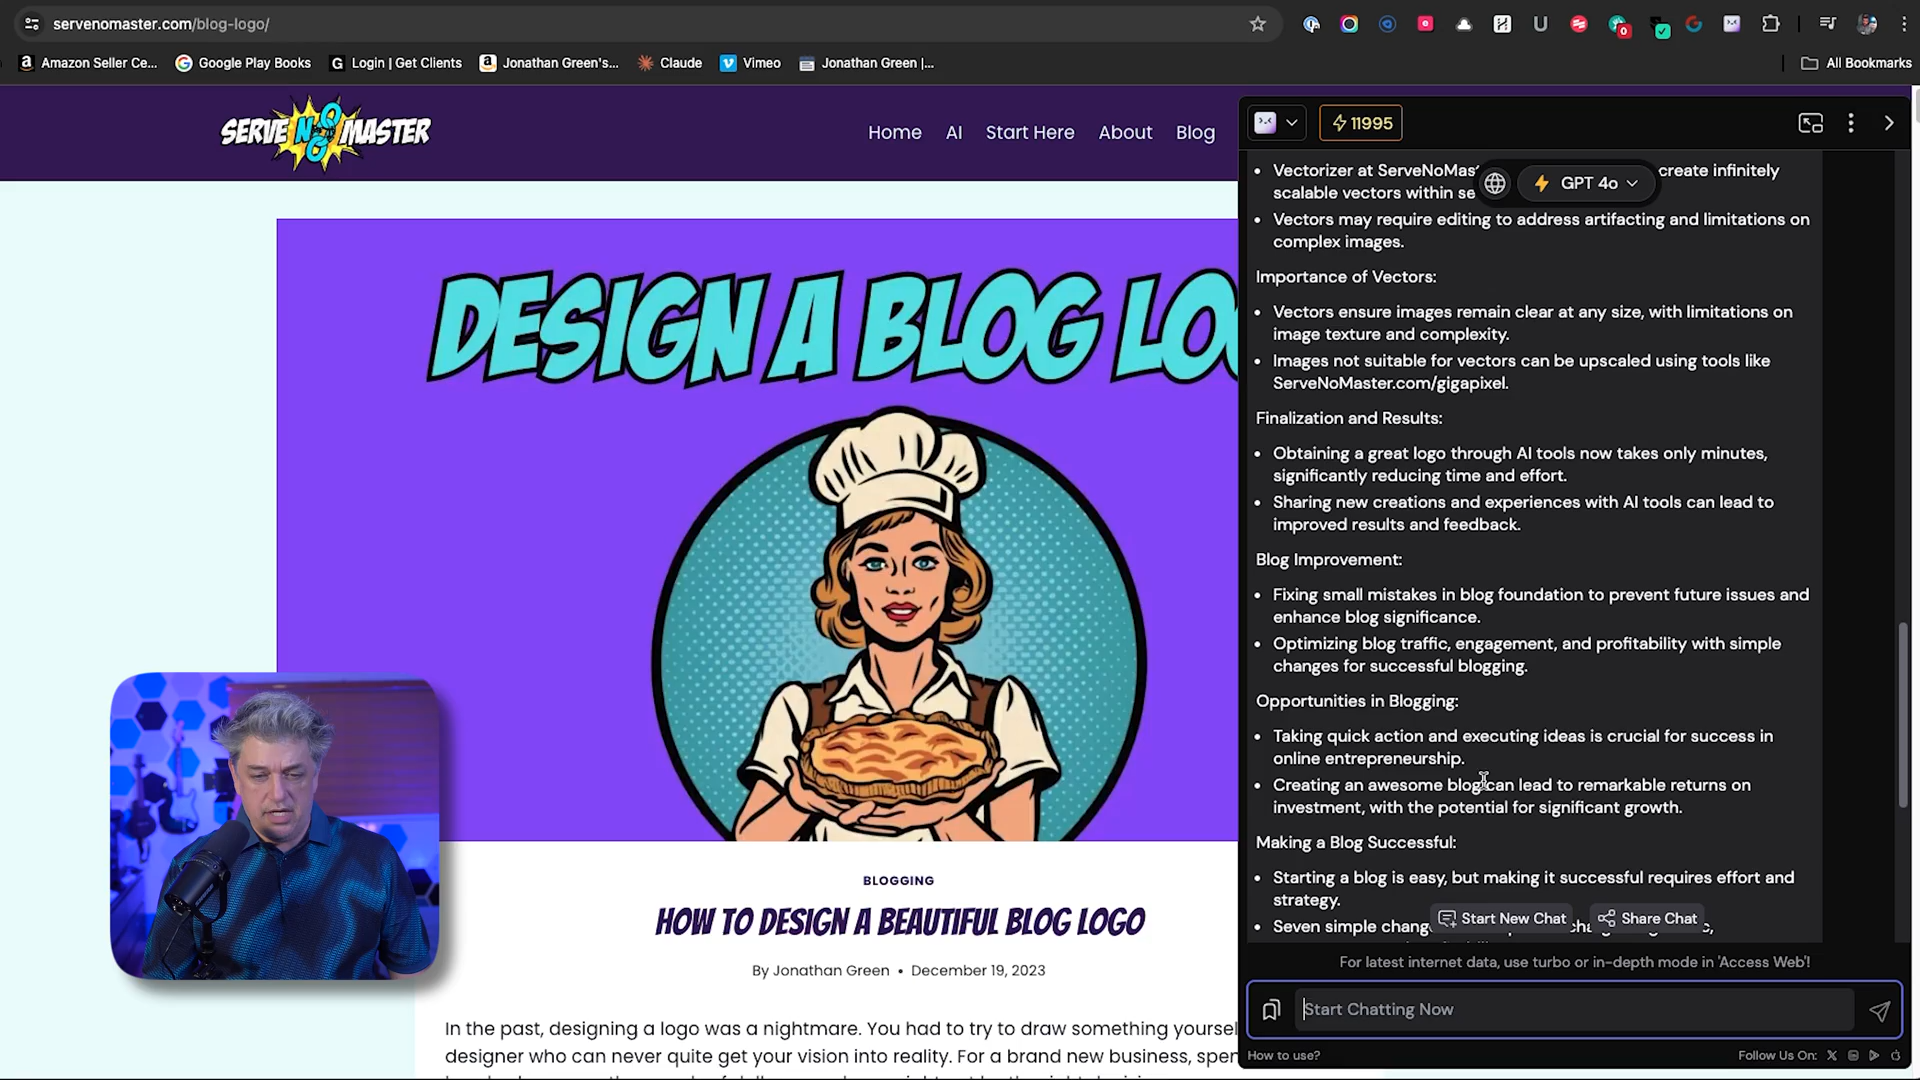 servenomaster.com/blog-logo/
Amazon Seller Ce... Google Play Books Login | Get Clients Jonathan Green's... Claude Vimeo Jonathan Green |... All Bookmarks
SERVE NO MASTER
Home AI Start Here About Blog
DESIGN A BLOG LO
BLOGGING
HOW TO DESIGN A BEAUTIFUL BLOG LOGO
By Jonathan Green • December 19, 2023
In the past, designing a logo was a nightmare. You had to try to draw something yoursel
designer who can never quite get your vision into reality. For a brand new business, spen
11995
GPT 4o
• Vectorizer at ServeNoMas create infinitely
scalable vectors within se
• Vectors may require editing to address artifacting and limitations on
complex images.
Importance of Vectors:
• Vectors ensure images remain clear at any size, with limitations on
image texture and complexity.
• Images not suitable for vectors can be upscaled using tools like
ServeNoMaster.com/gigapixel.
Finalization and Results:
• Obtaining a great logo through AI tools now takes only minutes,
significantly reducing time and effort.
• Sharing new creations and experiences with AI tools can lead to
improved results and feedback.
Blog Improvement:
• Fixing small mistakes in blog foundation to prevent future issues and
enhance blog significance.
• Optimizing blog traffic, engagement, and profitability with simple
changes for successful blogging.
Opportunities in Blogging:
• Taking quick action and executing ideas is crucial for success in
online entrepreneurship.
• Creating an awesome blog can lead to remarkable returns on
investment, with the potential for significant growth.
Making a Blog Successful:
• Starting a blog is easy, but making it successful requires effort and
strategy.
• Seven simple chang
Start New Chat Share Chat
For latest internet data, use turbo or in-depth mode in 'Access Web'!
Start Chatting Now
How to use? Follow Us On: